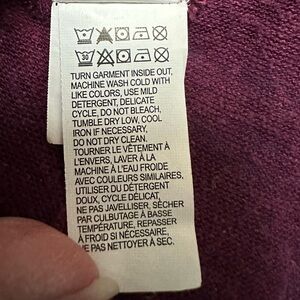 30
TURN GARMENT INSIDE OUT,
MACHINE WASH COLD WITH
LIKE COLORS, USE MILD
DETERGENT, DELICATE
CYCLE, DO NOT BLEACH,
TUMBLE DRY LOW, COOL
IRON IF NECESSARY,
DO NOT DRY CLEAN.
TOURNER LE VÊTEMENT À
L'ENVERS, LAVER À LA
MACHINE À L'EAU FROIDE
AVEC COULEURS SIMILAIRES,
UTILISER DU DÉTERGENT
DOUX, CYCLE DÉLICAT,
NE PAS JAVELLISER, SÉCHER
PAR CULBUTAGE À BASSE
TEMPÉRATURE, REPASSER
À FROID SI NÉCESSAIRE,
NE PAS NETTOYER À SEC.